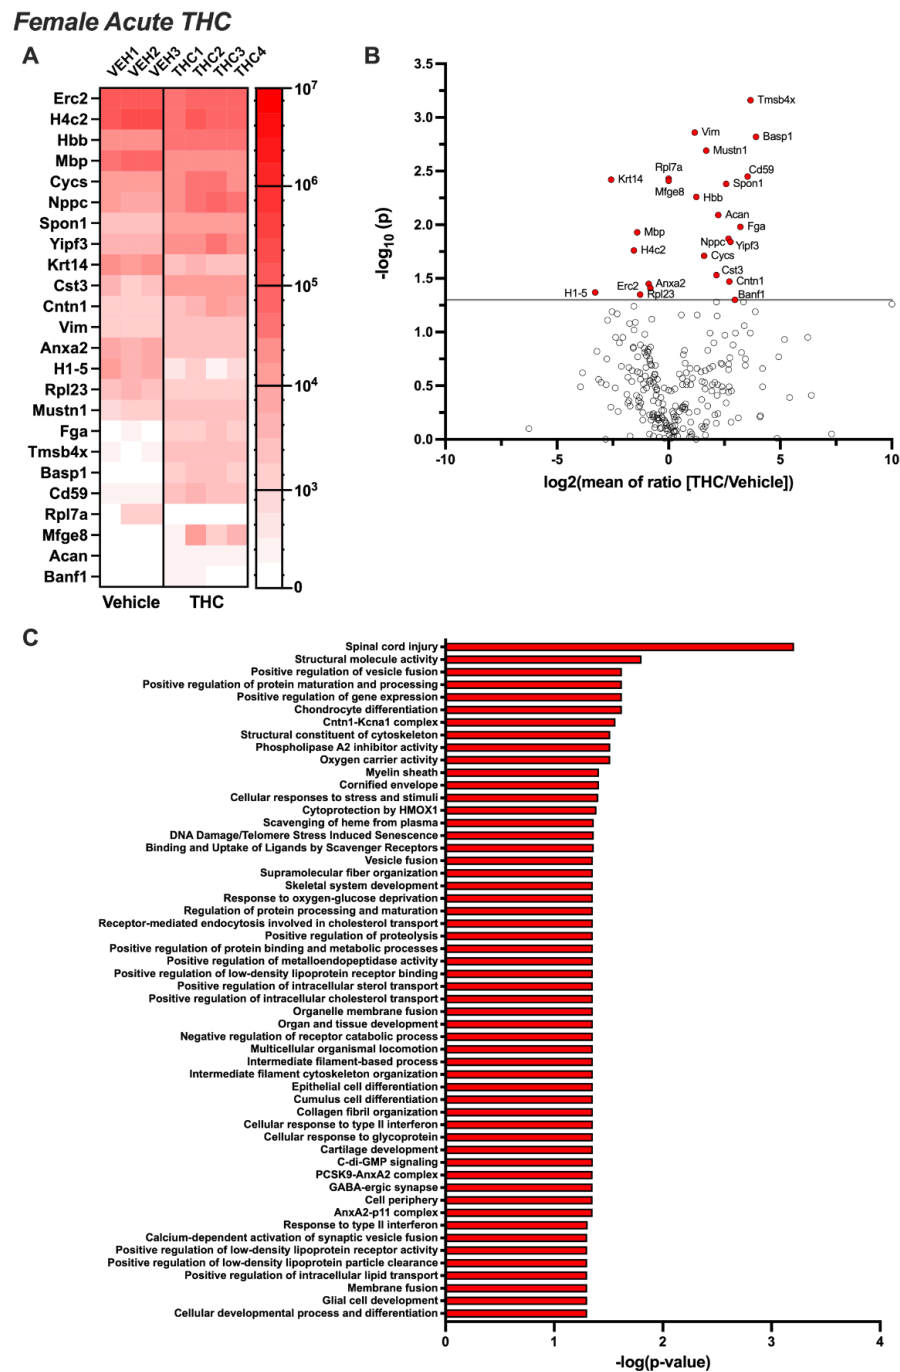 Female Acute THC
A
VEH1 VEH2 VEH3 THC1 THC2 THC3 THC4
Erc2
H4c2
Hbb
Mbp
Cycs
Nppc
Spon1
Yipf3
Krt14
Cst3
Cntn1
Vim
Anxa2
H1-5
Rpl23
Mustn1
Fga
Tmsb4x
Basp1
Cd59
Rpl7a
Mfge8
Acan
Banf1
Vehicle THC
10⁷
10⁶
10⁵
10⁴
10³
0
B
-log₁₀ (p)
3.5
3.0
2.5
2.0
1.5
1.0
0.5
0.0
Tmsb4x
Vim
Basp1
Mustn1
Rpl7a
Cd59
Krt14
Mfge8
Spon1
Hbb
Acan
Mbp
Fga
Nppc
Yipf3
H4c2
Cycs
Cst3
Erc2
Anxa2
Cntn1
H1-5
Rpl23
Banf1
-10 -5 0 5 10
log2(mean of ratio [THC/Vehicle])
C
Spinal cord injury
Structural molecule activity
Positive regulation of vesicle fusion
Positive regulation of protein maturation and processing
Positive regulation of gene expression
Chondrocyte differentiation
Cntn1-Kcna1 complex
Structural constituent of cytoskeleton
Phospholipase A2 inhibitor activity
Oxygen carrier activity
Myelin sheath
Cornified envelope
Cellular responses to stress and stimuli
Cytoprotection by HMOX1
Scavenging of heme from plasma
DNA Damage/Telomere Stress Induced Senescence
Binding and Uptake of Ligands by Scavenger Receptors
Vesicle fusion
Supramolecular fiber organization
Skeletal system development
Response to oxygen-glucose deprivation
Regulation of protein processing and maturation
Receptor-mediated endocytosis involved in cholesterol transport
Positive regulation of proteolysis
Positive regulation of protein binding and metabolic processes
Positive regulation of metalloendopeptidase activity
Positive regulation of low-density lipoprotein receptor binding
Positive regulation of intracellular sterol transport
Positive regulation of intracellular cholesterol transport
Organelle membrane fusion
Organ and tissue development
Negative regulation of receptor catabolic process
Multicellular organismal locomotion
Intermediate filament-based process
Intermediate filament cytoskeleton organization
Epithelial cell differentiation
Cumulus cell differentiation
Collagen fibril organization
Cellular response to type II interferon
Cellular response to glycoprotein
Cartilage development
C-di-GMP signaling
PCSK9-AnxA2 complex
GABA-ergic synapse
Cell periphery
AnxA2-p11 complex
Response to type II interferon
Calcium-dependent activation of synaptic vesicle fusion
Positive regulation of low-density lipoprotein receptor activity
Positive regulation of low-density lipoprotein particle clearance
Positive regulation of intracellular lipid transport
Membrane fusion
Glial cell development
Cellular developmental process and differentiation
0 1 2 3 4
-log(p-value)